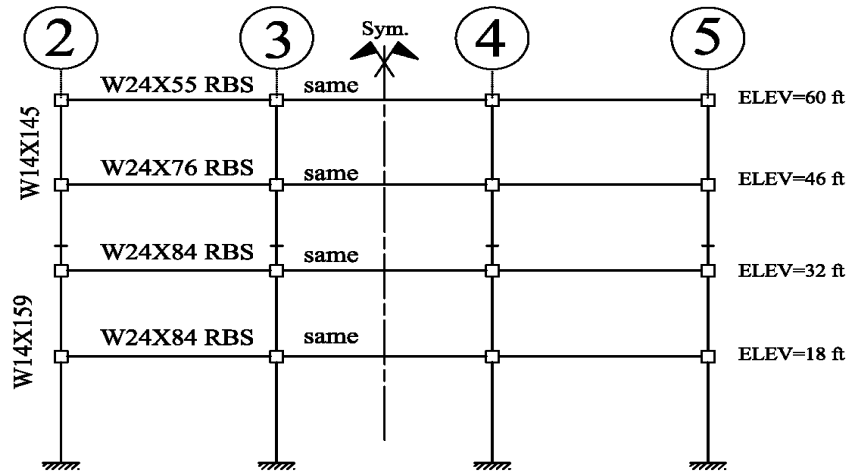 2 3 Sym. 4 5
W24X55 RBS same ELEV=60 ft
W14X145
W24X76 RBS same ELEV=46 ft
W24X84 RBS same ELEV=32 ft
W14X159
W24X84 RBS same ELEV=18 ft